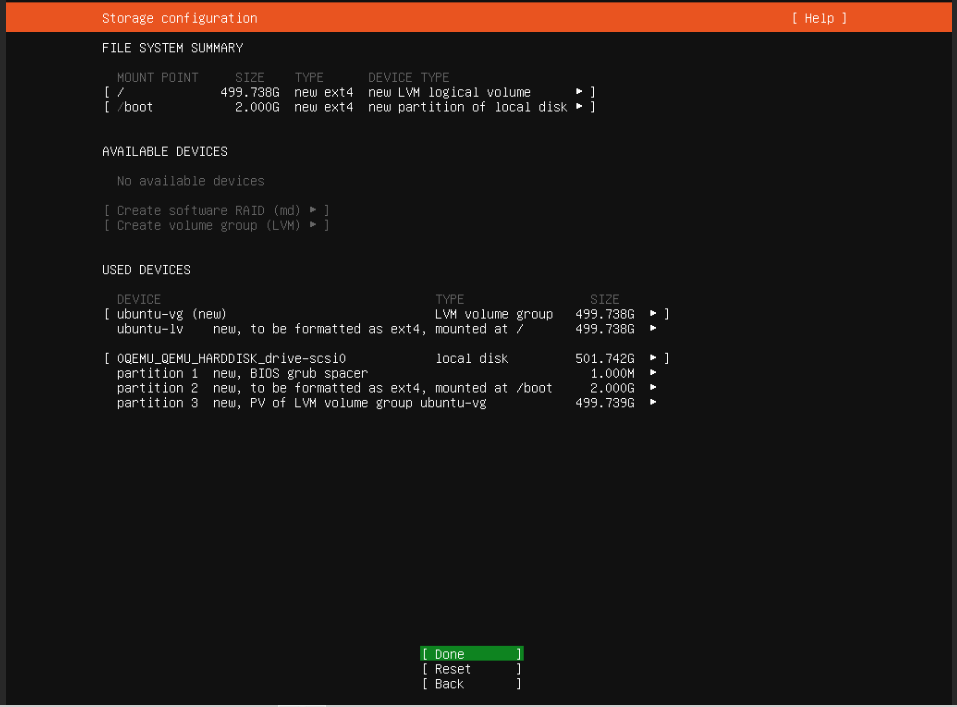 Storage configuration [ Help ]
FILE SYSTEM SUMMARY
MOUNT POINT SIZE TYPE DEVICE TYPE
[ / 499.738G new ext4 new LVM logical volume ▸ ]
[ /boot 2.000G new ext4 new partition of local disk ▸ ]
AVAILABLE DEVICES
No available devices
[ Create software RAID (md) ▸ ]
[ Create volume group (LVM) ▸ ]
USED DEVICES
DEVICE TYPE SIZE
[ ubuntu-vg (new) LVM volume group 499.738G ▸ ]
ubuntu-lv new, to be formatted as ext4, mounted at / 499.738G ▸
[ 0QEMU_QEMU_HARDDISK_drive-scsi0 local disk 501.742G ▸ ]
partition 1 new, BIOS grub spacer 1.000M ▸
partition 2 new, to be formatted as ext4, mounted at /boot 2.000G ▸
partition 3 new, PV of LVM volume group ubuntu-vg 499.739G ▸
[ Done ]
[ Reset ]
[ Back ]